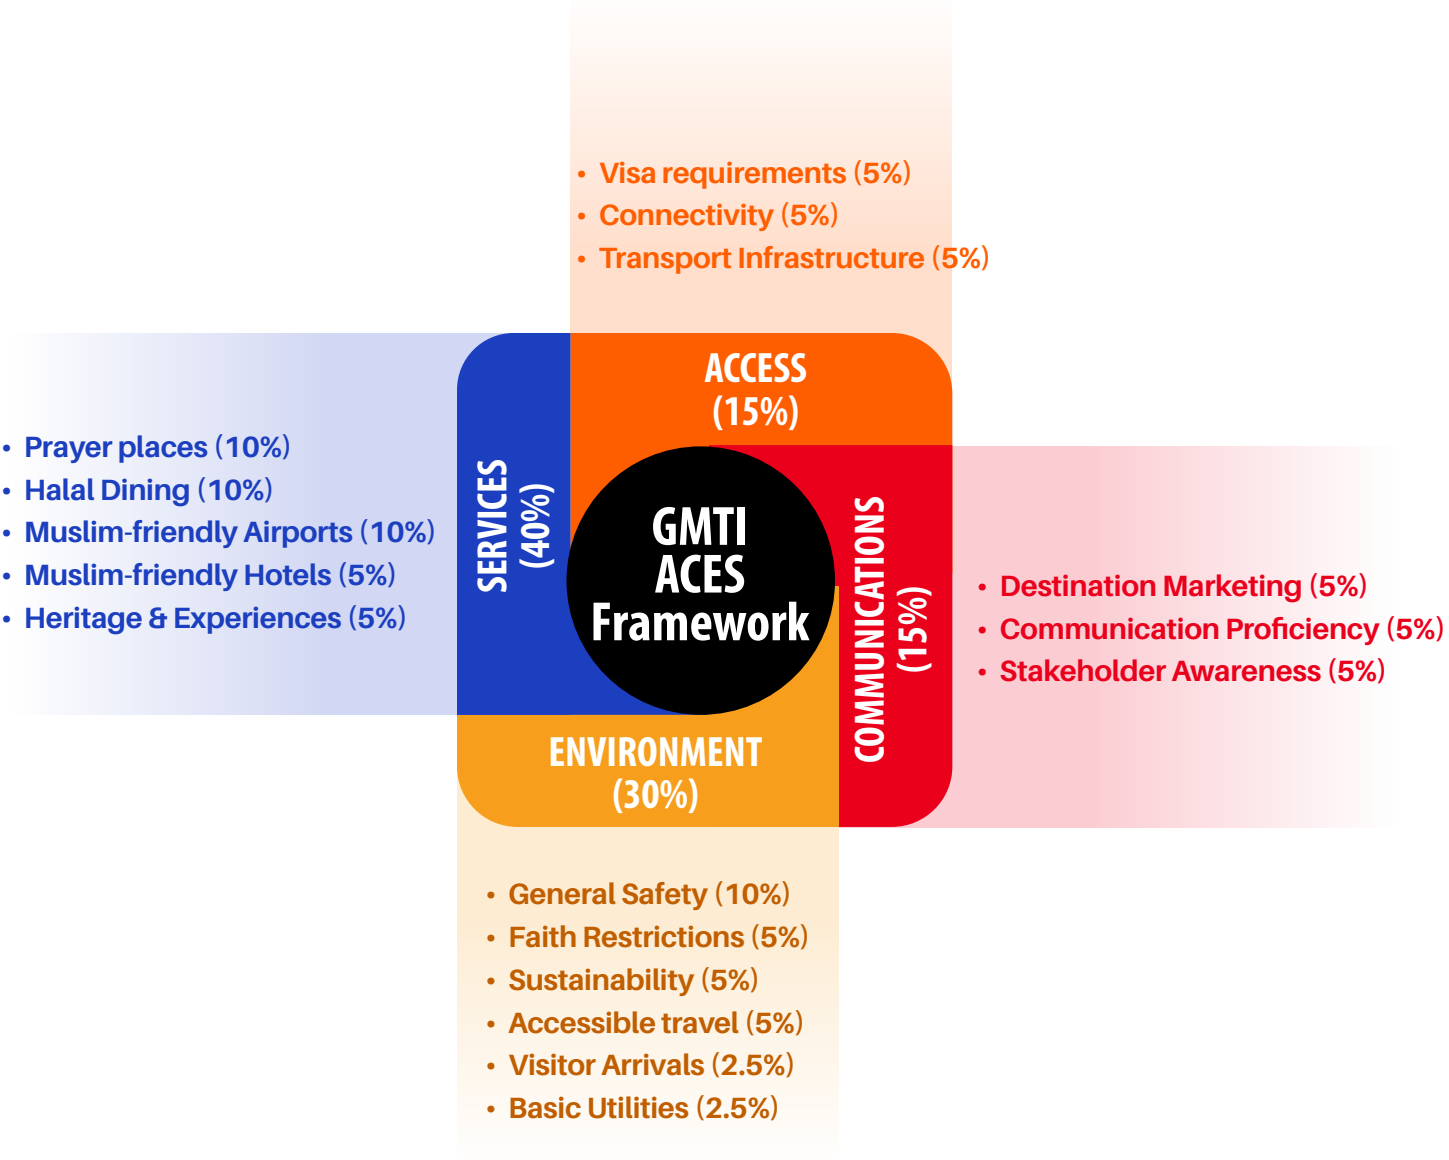 • Visa requirements (5%)
• Connectivity (5%)
• Transport Infrastructure (5%)
ACCESS
(15%)
SERVICES
(40%)
• Prayer places (10%)
• Halal Dining (10%)
• Muslim-friendly Airports (10%)
• Muslim-friendly Hotels (5%)
• Heritage & Experiences (5%)
GMTI
ACES
Framework
COMMUNICATIONS
(15%)
• Destination Marketing (5%)
• Communication Proficiency (5%)
• Stakeholder Awareness (5%)
ENVIRONMENT
(30%)
• General Safety (10%)
• Faith Restrictions (5%)
• Sustainability (5%)
• Accessible travel (5%)
• Visitor Arrivals (2.5%)
• Basic Utilities (2.5%)